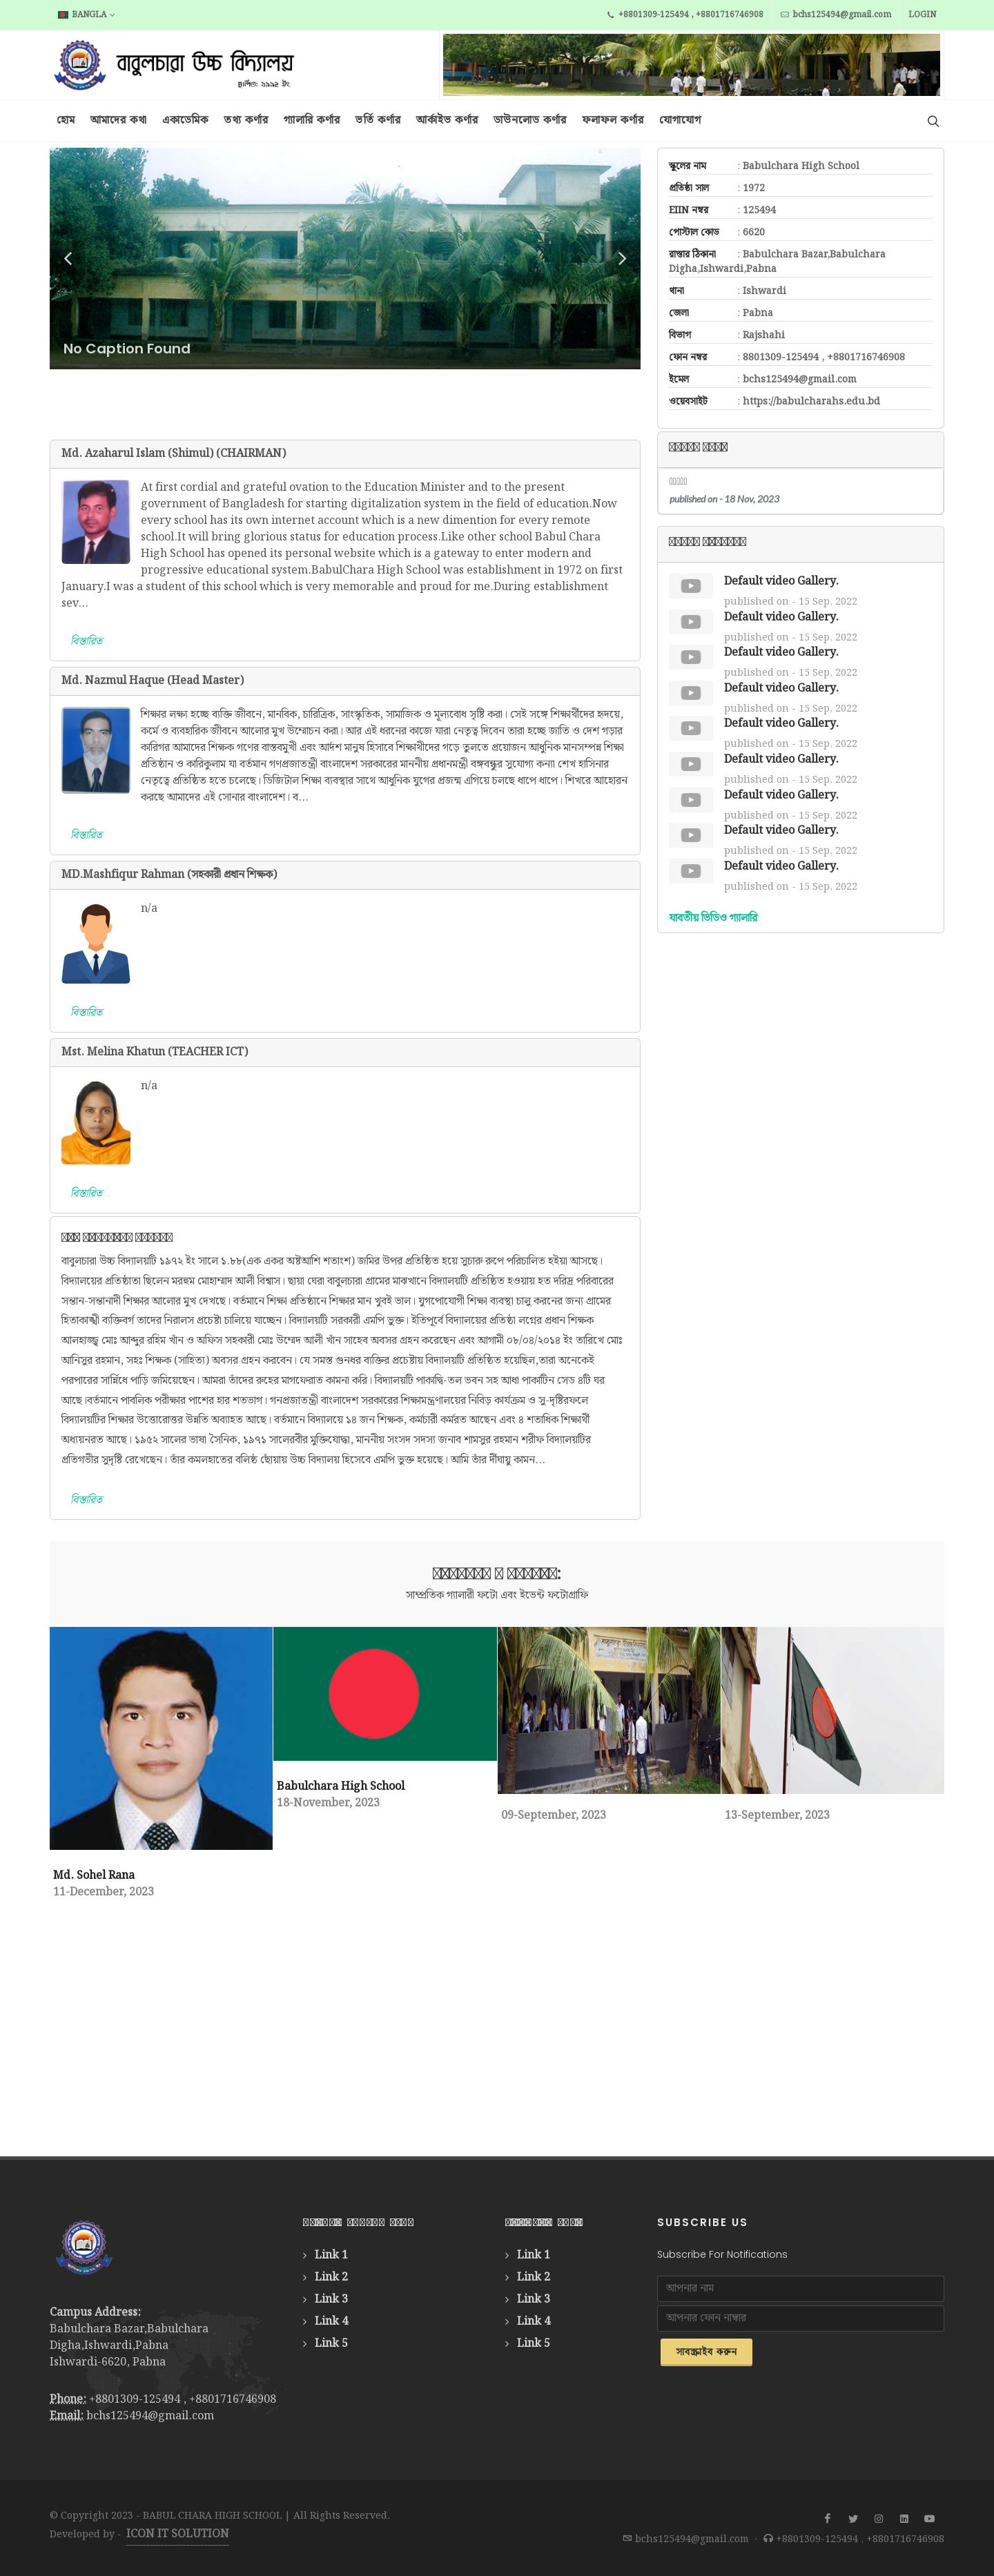 BANGLA
+8801309-125494 , +8801716746908
bchs125494@gmail.com
LOGIN
বাবুলচারা উচ্চ বিদ্যালয়
স্থাপিত: ১৯৯২ ইং
হোম আমাদের কথা একাডেমিক তথ্য কর্ণার গ্যালারি কর্ণার ভর্তি কর্ণার আর্কাইভ কর্ণার ডাউনলোড কর্ণার ফলাফল কর্ণার যোগাযোগ
No Caption Found
স্কুলের নাম : Babulchara High School
প্রতিষ্ঠা সাল : 1972
EIIN নম্বর : 125494
পোস্টাল কোড : 6620
রাস্তার ঠিকানা : Babulchara Bazar,Babulchara
Digha,Ishwardi,Pabna
থানা : Ishwardi
জেলা : Pabna
বিভাগ : Rajshahi
ফোন নম্বর : 8801309-125494 , +8801716746908
ইমেল : bchs125494@gmail.com
ওয়েবসাইট : https://babulcharahs.edu.bd
published on - 18 Nov, 2023
Default video Gallery.
published on - 15 Sep, 2022
Default video Gallery.
published on - 15 Sep, 2022
Default video Gallery.
published on - 15 Sep, 2022
Default video Gallery.
published on - 15 Sep, 2022
Default video Gallery.
published on - 15 Sep, 2022
Default video Gallery.
published on - 15 Sep, 2022
Default video Gallery.
published on - 15 Sep, 2022
Default video Gallery.
published on - 15 Sep, 2022
Default video Gallery.
published on - 15 Sep, 2022
যাবতীয় ভিডিও গ্যালারি
Md. Azaharul Islam (Shimul) (CHAIRMAN)
At first cordial and grateful ovation to the Education Minister and to the present
government of Bangladesh for starting digitalization system in the field of education.Now
every school has its own internet account which is a new dimention for every remote
school.It will bring glorious status for education process.Like other school Babul Chara
High School has opened its personal website which is a gateway to enter modern and
progressive educational system.BabulChara High School was establishment in 1972 on first
January.I was a student of this school which is very memorable and proud for me.During establishment
sev...
বিস্তারিত
Md. Nazmul Haque (Head Master)
শিক্ষার লক্ষ্য হচ্ছে ব্যক্তি জীবনে, মানবিক, চারিত্রিক, সাংস্কৃতিক, সামাজিক ও মূল্যবোধ সৃষ্টি করা। সেই সঙ্গে শিক্ষার্থীদের হৃদয়ে,
কর্মে ও ব্যবহারিক জীবনে আলোর মুখ উম্মোচন করা। আর এই ধরনের কাজে যারা নেতৃত্ব দিবেন তারা হচ্ছে জাতি ও দেশ গড়ার
কারিগর আমাদের শিক্ষক গণের বাস্তবমুখী এবং আর্দশ মানুষ হিসাবে শিক্ষার্থীদের গড়ে তুলতে প্রয়োজন আধুনিক মানসম্পন্ন শিক্ষা
প্রতিষ্ঠান ও কারিকুলাম যা বর্তমান গণপ্রজাতন্ত্রী বাংলাদেশ সরকারের মাননীয় প্রধানমন্ত্রী বঙ্গবন্ধুর সুযোগ্য কন্যা শেখ হাসিনার
নেতৃত্বে প্রতিষ্ঠিত হতে চলেছে। ডিজিটাল শিক্ষা ব্যবস্থার সাথে আধুনিক যুগের প্রজন্ম এগিয়ে চলছে ধাপে ধাপে। শিখরে আহোরন
করছে আমাদের এই সোনার বাংলাদেশ। ব...
বিস্তারিত
MD.Mashfiqur Rahman (সহকারী প্রধান শিক্ষক)
n/a
বিস্তারিত
Mst. Melina Khatun (TEACHER ICT)
n/a
বিস্তারিত
বাবুলচারা উচ্চ বিদ্যালয়টি ১৯৭২ ইং সালে ১.৮৮(এক একর অষ্টআশি শতাংশ) জমির উপর প্রতিষ্ঠিত হয়ে সুচারু রুপে পরিচালিত হইয়া আসছে।
বিদ্যালয়ের প্রতিষ্ঠাতা ছিলেন মরহুম মোহাম্মাদ আলী বিশ্বাস। ছায়া ঘেরা বাবুলচারা গ্রামের মাঝখানে বিদ্যালয়টি প্রতিষ্ঠিত হওয়ায় হত দরিদ্র পরিবারের
সন্তান-সন্তানাদী শিক্ষার আলোর মুখ দেখছে। বর্তমানে শিক্ষা প্রতিষ্ঠানে শিক্ষার মান খুবই ভাল। যুগপোযোগী শিক্ষা ব্যবস্থা চালু করনের জন্য গ্রামের
হিতাকাঙ্খী ব্যক্তিবর্গ তাদের নিরালস প্রচেষ্টা চালিয়ে যাচ্ছেন। বিদ্যালয়টি সরকারী এমপি ভুক্ত। ইতিপূর্বে বিদ্যালয়ের প্রতিষ্ঠা লগ্নের প্রধান শিক্ষক
আলহাজ্জ্ব মোঃ আব্দুর রহিম খাঁন ও অফিস সহকারী মোঃ উম্মেদ আলী খাঁন সাহেব অবসর গ্রহন করেছেন এবং আগামী ০৮/০৪/২০১৪ ইং তারিখে মোঃ
আনিসুর রহমান, সহঃ শিক্ষক (সাহিত্য) অবসর গ্রহন করবেন। যে সমস্ত গুনধর ব্যক্তির প্রচেষ্টায় বিদ্যালয়টি প্রতিষ্ঠিত হয়েছিল,তারা অনেকেই
পরপারের সান্নিধে পাড়ি জমিয়েছেন। আমরা তাঁদের রুহের মাগফেরাত কামনা করি। বিদ্যালয়টি পাকাদ্বি-তল ভবন সহ আধা পাকাটিন সেড ৪টি ঘর
আছে।বর্তমানে পাবলিক পরীক্ষার পাশের হার শতভাগ। গনপ্রজাতন্ত্রী বাংলাদেশ সরকারের শিক্ষামন্ত্রণালয়ের নিবিড় কার্যক্রম ও সু-দৃষ্টিরফলে
বিদ্যালয়টির শিক্ষার উত্তোরোত্তর উন্নতি অব্যাহত আছে। বর্তমানে বিদ্যালয়ে ১৪ জন শিক্ষক, কর্মচারী কর্মরত আছেন এবং ৪ শতাধিক শিক্ষার্থী
অধ্যায়নরত আছে। ১৯৫২ সালের ভাষা সৈনিক, ১৯৭১ সালেরবীর মুক্তিযোদ্ধা, মাননীয় সংসদ সদস্য জনাব শামসুর রহমান শরীফ বিদ্যালয়টির
প্রতিগভীর সুদৃষ্টি রেখেছেন। তাঁর কমলহাতের বলিষ্ঠ ছোঁয়ায় উচ্চ বিদ্যালয় হিসেবে এমপি ভুক্ত হয়েছে। আমি তাঁর র্দীঘায়ু কামন...
বিস্তারিত
সাম্প্রতিক গ্যালারী ফটো এবং ইভেন্ট ফটোগ্রাফি
Md. Sohel Rana
11-December, 2023
Babulchara High School
18-November, 2023
09-September, 2023
13-September, 2023
Campus Address:
Babulchara Bazar,Babulchara
Digha,Ishwardi,Pabna
Ishwardi-6620, Pabna
Phone: +8801309-125494 , +8801716746908
Email: bchs125494@gmail.com
Link 1
Link 2
Link 3
Link 4
Link 5
Link 1
Link 2
Link 3
Link 4
Link 5
SUBSCRIBE US
Subscribe For Notifications
আপনার নাম
আপনার ফোন নাম্বার
সাবস্ক্রাইব করুন
© Copyright 2023 - BABUL CHARA HIGH SCHOOL | All Rights Reserved.
Developed by - ICON IT SOLUTION
bchs125494@gmail.com · +8801309-125494 , +8801716746908